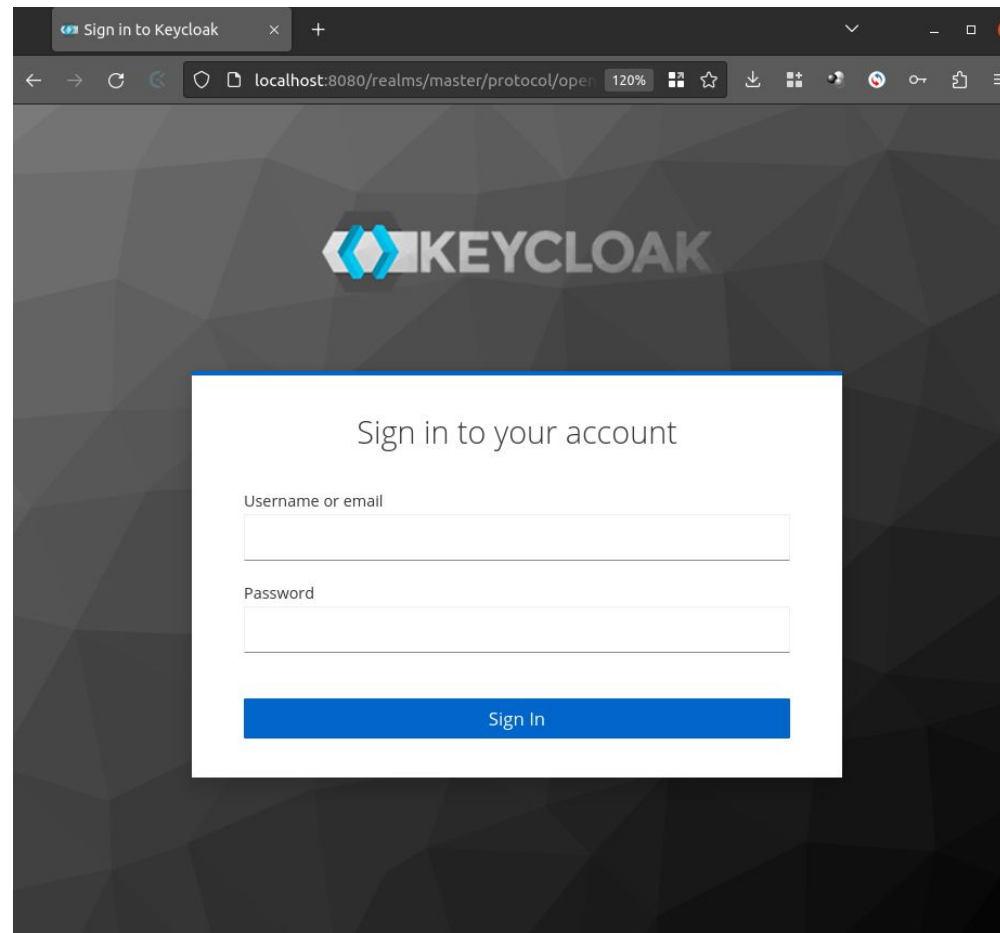 Sign in to Keycloak
localhost:8080/realms/master/protocol/open 120%
KEYCLOAK
Sign in to your account
Username or email
Password
Sign In